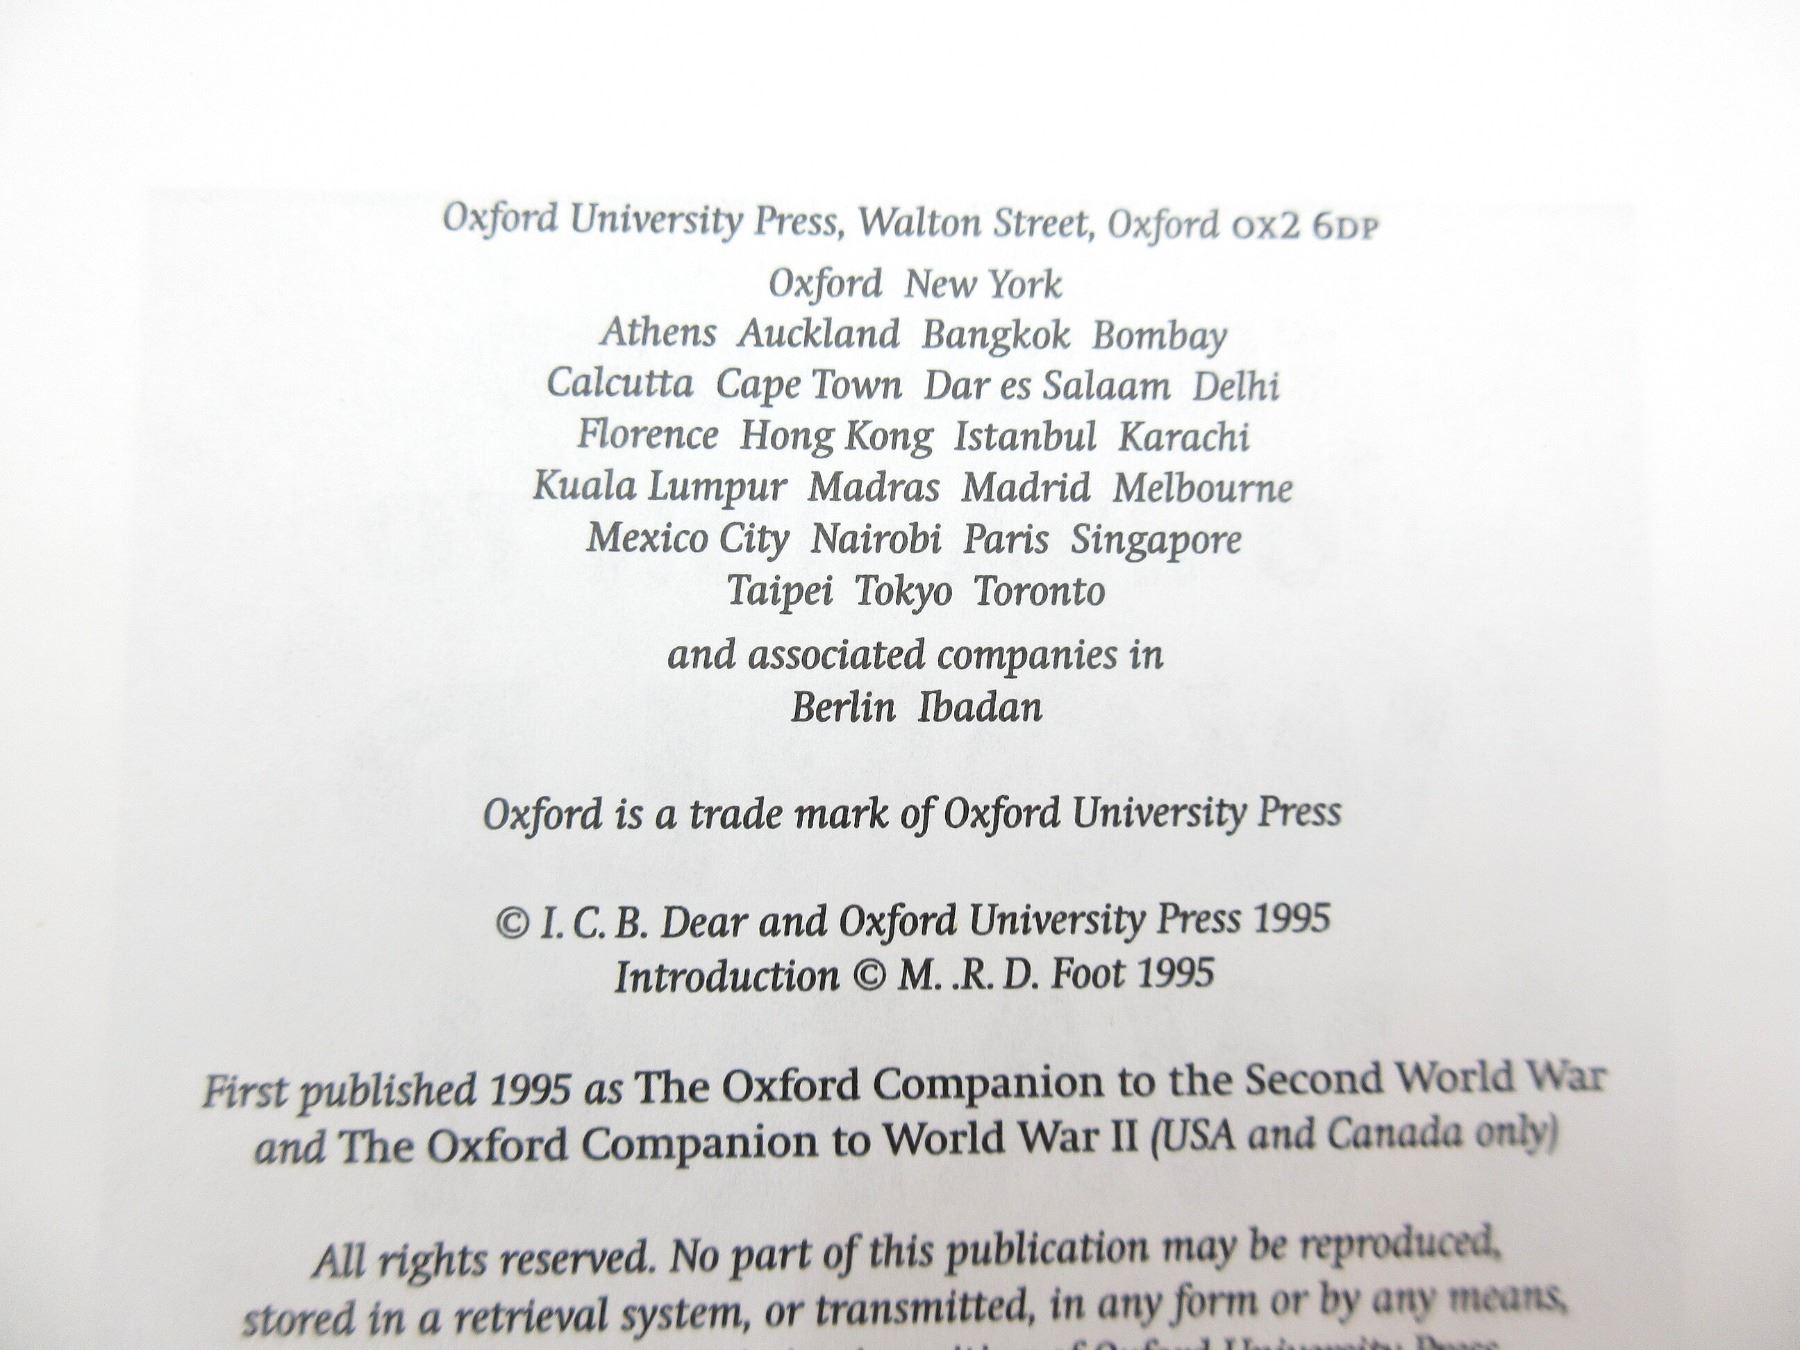 Oxford University Press, Walton Street, Oxford OX2 6DP
Oxford New York
Athens Auckland Bangkok Bombay
Calcutta Cape Town Dar es Salaam Delhi
Florence Hong Kong Istanbul Karachi
Kuala Lumpur Madras Madrid Melbourne
Mexico City Nairobi Paris Singapore
Taipei Tokyo Toronto
and associated companies in
Berlin Ibadan
Oxford is a trade mark of Oxford University Press
© I. C. B. Dear and Oxford University Press 1995
Introduction © M. .R. D. Foot 1995
First published 1995 as The Oxford Companion to the Second World War
and The Oxford Companion to World War II (USA and Canada only)
All rights reserved. No part of this publication may be reproduced,
stored in a retrieval system, or transmitted, in any form or by any means,
of Oxford University Press